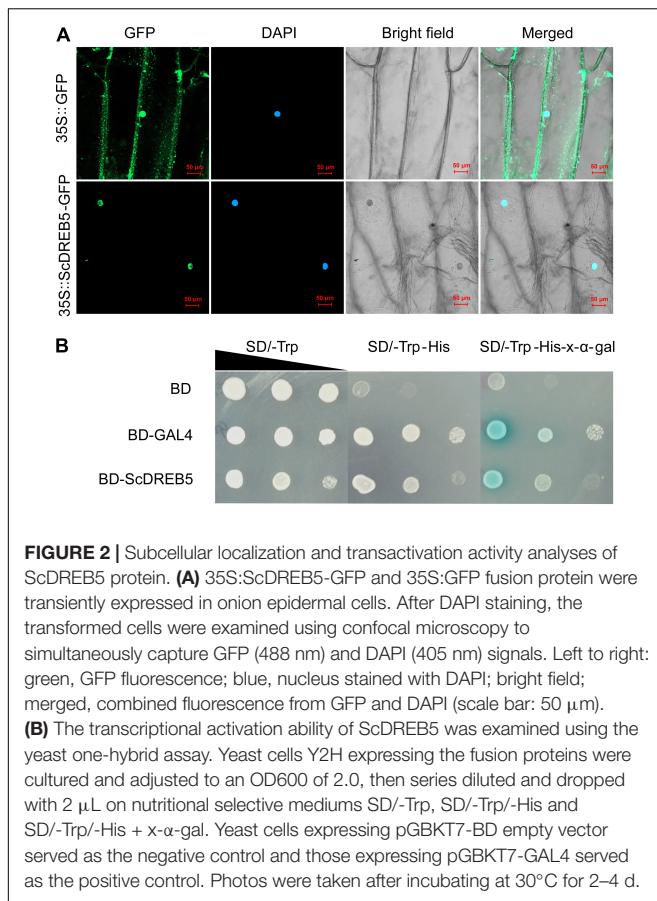 A
GFP DAPI Bright field Merged
35S:: GFP
50 μm 50 μm 50 μm 50 μm
35S::ScDREB5-GFP
50 μm 50 μm 50 μm 50 μm
B
SD/-Trp SD/-Trp-His SD/-Trp-His-x-α-gal
BD
BD-GAL4
BD-ScDREB5
FIGURE 2 | Subcellular localization and transactivation activity analyses of
ScDREB5 protein. (A) 35S:ScDREB5-GFP and 35S:GFP fusion protein were
transiently expressed in onion epidermal cells. After DAPI staining, the
transformed cells were examined using confocal microscopy to
simultaneously capture GFP (488 nm) and DAPI (405 nm) signals. Left to right:
green, GFP fluorescence; blue, nucleus stained with DAPI; bright field;
merged, combined fluorescence from GFP and DAPI (scale bar: 50 μm).
(B) The transcriptional activation ability of ScDREB5 was examined using the
yeast one-hybrid assay. Yeast cells Y2H expressing the fusion proteins were
cultured and adjusted to an OD600 of 2.0, then series diluted and dropped
with 2 μL on nutritional selective mediums SD/-Trp, SD/-Trp/-His and
SD/-Trp/-His + x-α-gal. Yeast cells expressing pGBKT7-BD empty vector
served as the negative control and those expressing pGBKT7-GAL4 served
as the positive control. Photos were taken after incubating at 30°C for 2–4 d.